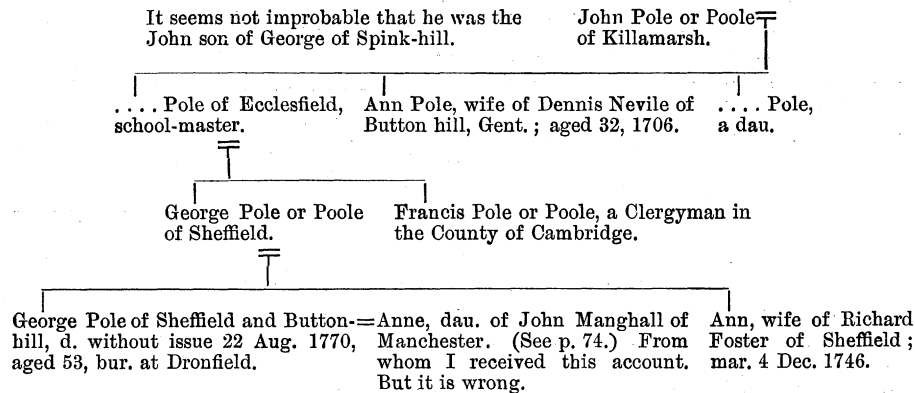 It seems not improbable that he was the
John son of George of Spink-hill.
John Pole or Poole=
of Killamarsh.
. . . . Pole of Ecclesfield,
school-master.
Ann Pole, wife of Dennis Nevile of
Button hill, Gent. ; aged 32, 1706.
. . . . Pole,
a dau.
George Pole or Poole
of Sheffield.
Francis Pole or Poole, a Clergyman in
the County of Cambridge.
George Pole of Sheffield and Button-=
hill, d. without issue 22 Aug. 1770,
aged 53, bur. at Dronfield.
Anne, dau. of John Manghall of
Manchester. (See p. 74.) From
whom I received this account.
But it is wrong.
Ann, wife of Richard
Foster of Sheffield ;
mar. 4 Dec. 1746.